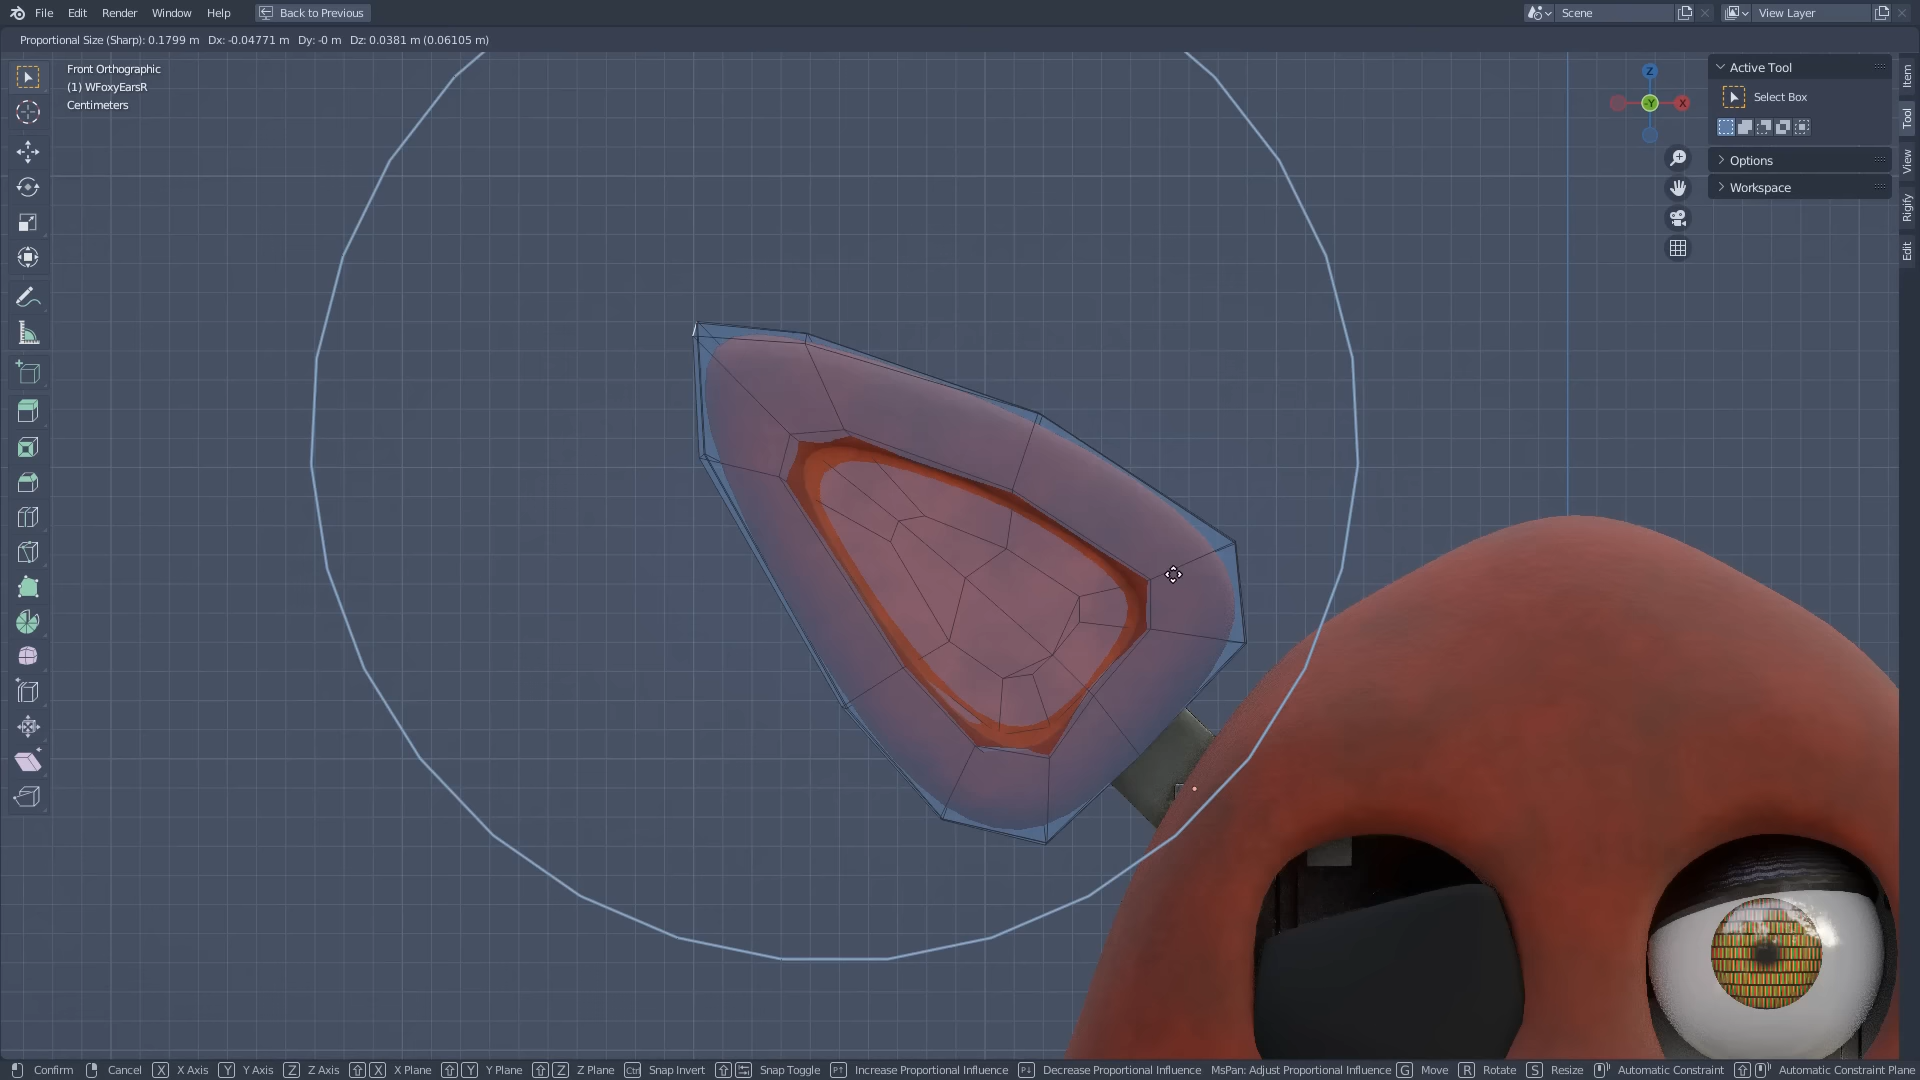 File Edit Render Window Help Back to Previous Scene View Layer
Proportional Size (Sharp): 0.1799 m Dx: -0.04771 m Dy: -0 m Dz: 0.0381 m (0.06105 m)
Front Orthographic
(1) WFoxyEarsR
Centimeters
Z
-Y
X
Active Tool
Select Box
Options
Workspace
Item
Tool
View
Rigify
Edit
Confirm Cancel X X Axis Y Y Axis Z Z Axis X X Plane Y Y Plane Z Z Plane Ctrl Snap Invert Snap Toggle Increase Proportional Influence Decrease Proportional Influence MsPan: Adjust Proportional Influence G Move R Rotate S Resize Automatic Constraint Automatic Constraint Plane